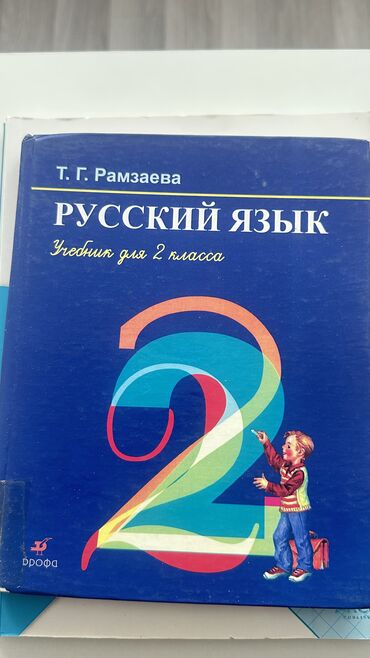 Т. Г. Рамзаева
РУССКИЙ ЯЗЫК
Учебник для 2 класса
2
дрофа